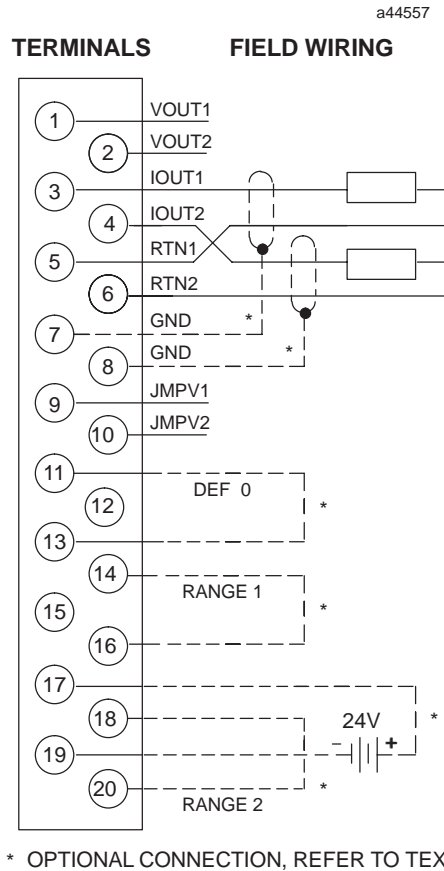 a44557
TERMINALS FIELD WIRING
1 VOUT1
2 VOUT2
3 IOUT1
4 IOUT2
5 RTN1
6 RTN2
7 GND *
8 GND *
9 JMPV1
10 JMPV2
11
DEF 0
12 *
13
14
RANGE 1
15 *
16
17
18 24V *
19 − +
20 *
RANGE 2
* OPTIONAL CONNECTION, REFER TO TEX